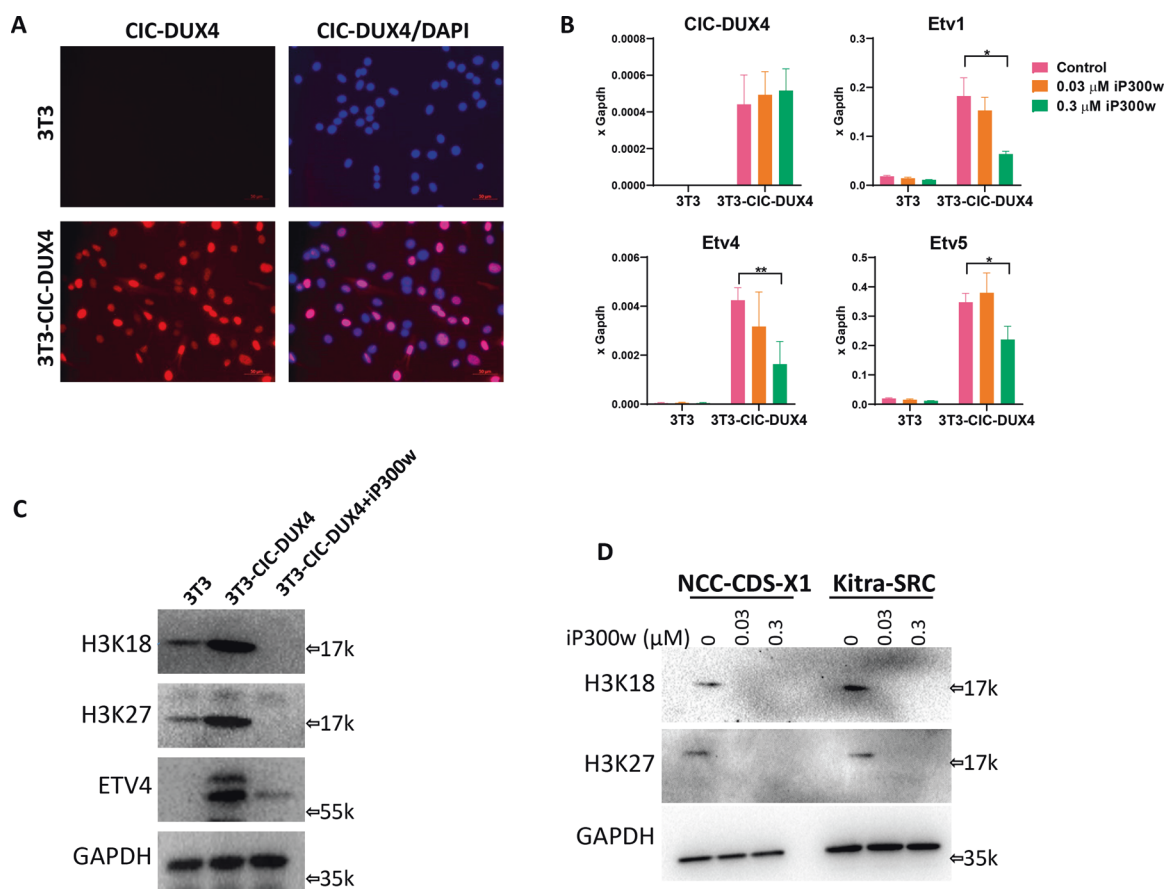 A
CIC-DUX4
CIC-DUX4/DAPI
3T3
3T3-CIC-DUX4
B
CIC-DUX4
x Gapdh
0.0008
0.0006
0.0004
0.0002
0.0000
3T3
3T3-CIC-DUX4
Etv1
x Gapdh
0.3
0.2
0.1
0.0
*
3T3
3T3-CIC-DUX4
Control
0.03 μM iP300w
0.3 μM iP300w
Etv4
x Gapdh
0.006
0.004
0.002
0.000
**
3T3
3T3-CIC-DUX4
Etv5
x Gapdh
0.5
0.4
0.3
0.2
0.1
0.0
*
3T3
3T3-CIC-DUX4
C
3T3
3T3-CIC-DUX4
3T3-CIC-DUX4+iP300w
H3K18
⇦17k
H3K27
⇦17k
ETV4
⇦55k
GAPDH
⇦35k
D
NCC-CDS-X1
Kitra-SRC
iP300w (μM)
0
0.03
0.3
0
0.03
0.3
H3K18
⇦17k
H3K27
⇦17k
GAPDH
⇦35k